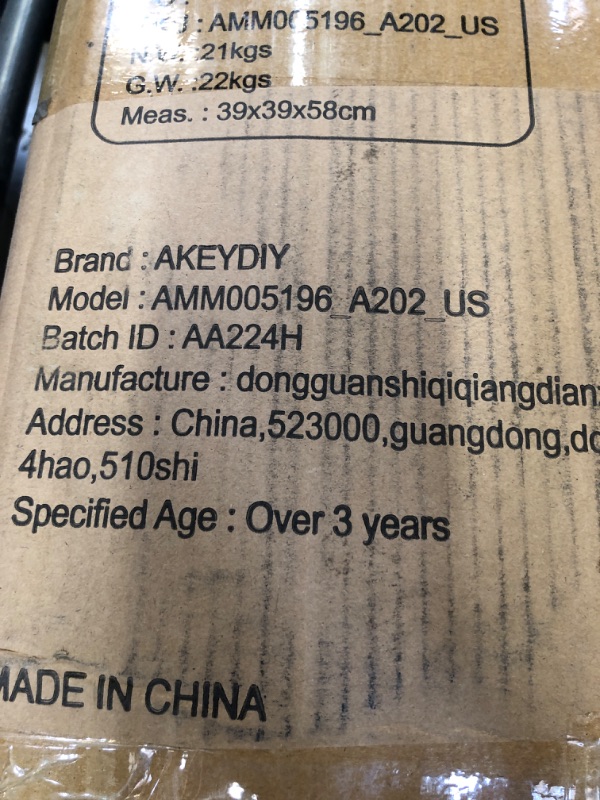 : AMM005196_A202_US
N.W. :21kgs
G.W. :22kgs
Meas. : 39x39x58cm
Brand : AKEYDIY
Model : AMM005196_A202_US
Batch ID : AA224H
Manufacture : dongguanshiqiqiangdian
Address : China,523000,guangdong,do
4hao,510shi
Specified Age : Over 3 years
MADE IN CHINA